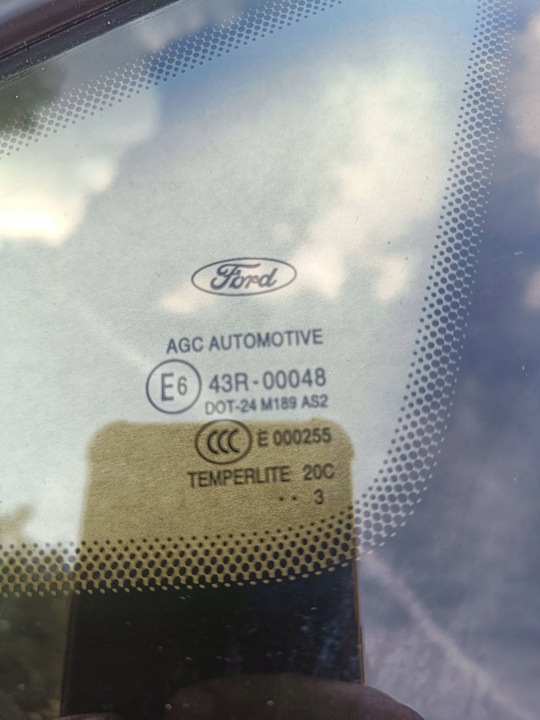 Ford
AGC AUTOMOTIVE
E6 43R-00048
DOT-24 M189 AS2
CCC E 000255
TEMPERLITE 20C
·· 3